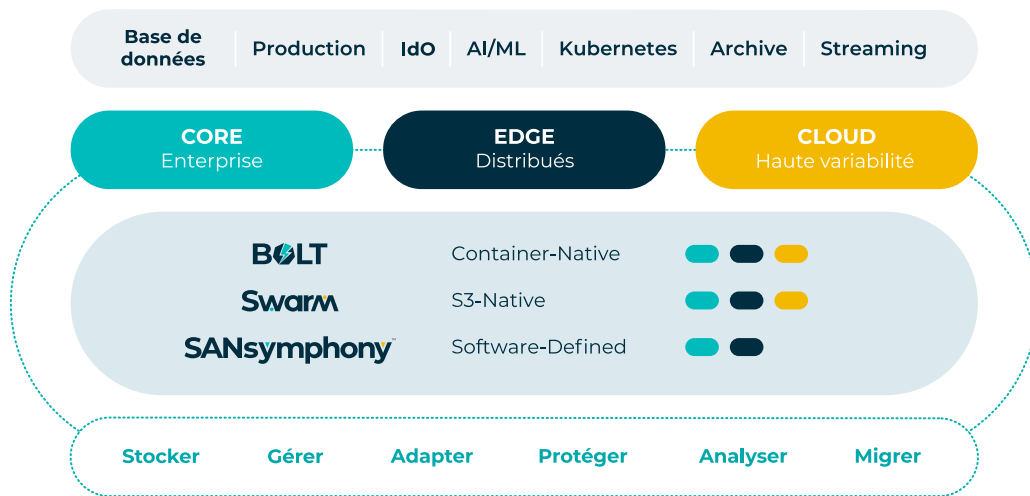 Base de
données
Production
IdO
AI/ML
Kubernetes
Archive
Streaming
CORE
Enterprise
EDGE
Distribués
CLOUD
Haute variabilité
BOLT
Container-Native
Swarm
S3-Native
SANsymphony™
Software-Defined
Stocker
Gérer
Adapter
Protéger
Analyser
Migrer